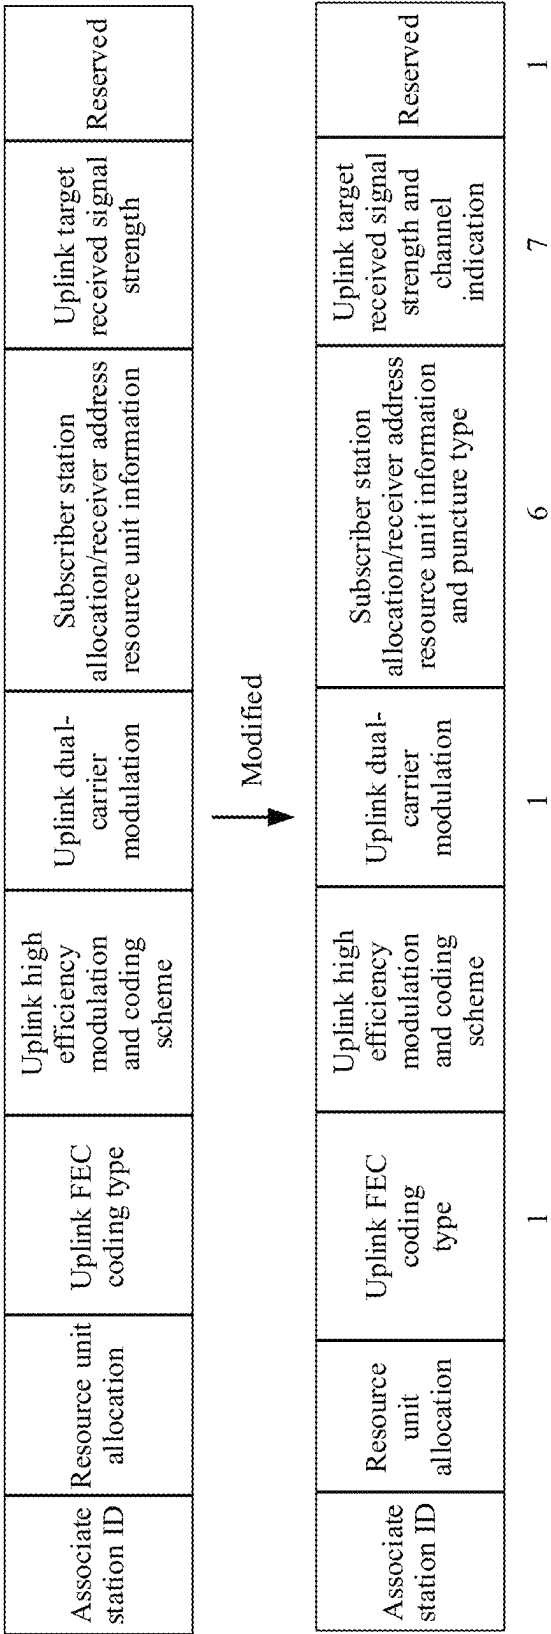 Associate
station ID
Resource unit
allocation
Uplink FEC
coding type
Uplink high
efficiency
modulation
and coding
scheme
Uplink dual-
carrier
modulation
Subscriber station
allocation/receiver address
resource unit information
Uplink target
received signal
strength
Reserved
Modified
Associate
station ID
Resource
unit
allocation
Uplink FEC
coding
type
Uplink high
efficiency
modulation
and coding
scheme
Uplink dual-
carrier
modulation
Subscriber station
allocation/receiver address
resource unit information
and puncture type
Uplink target
received signal
strength and
channel
indication
Reserved
1
1
6
7
1